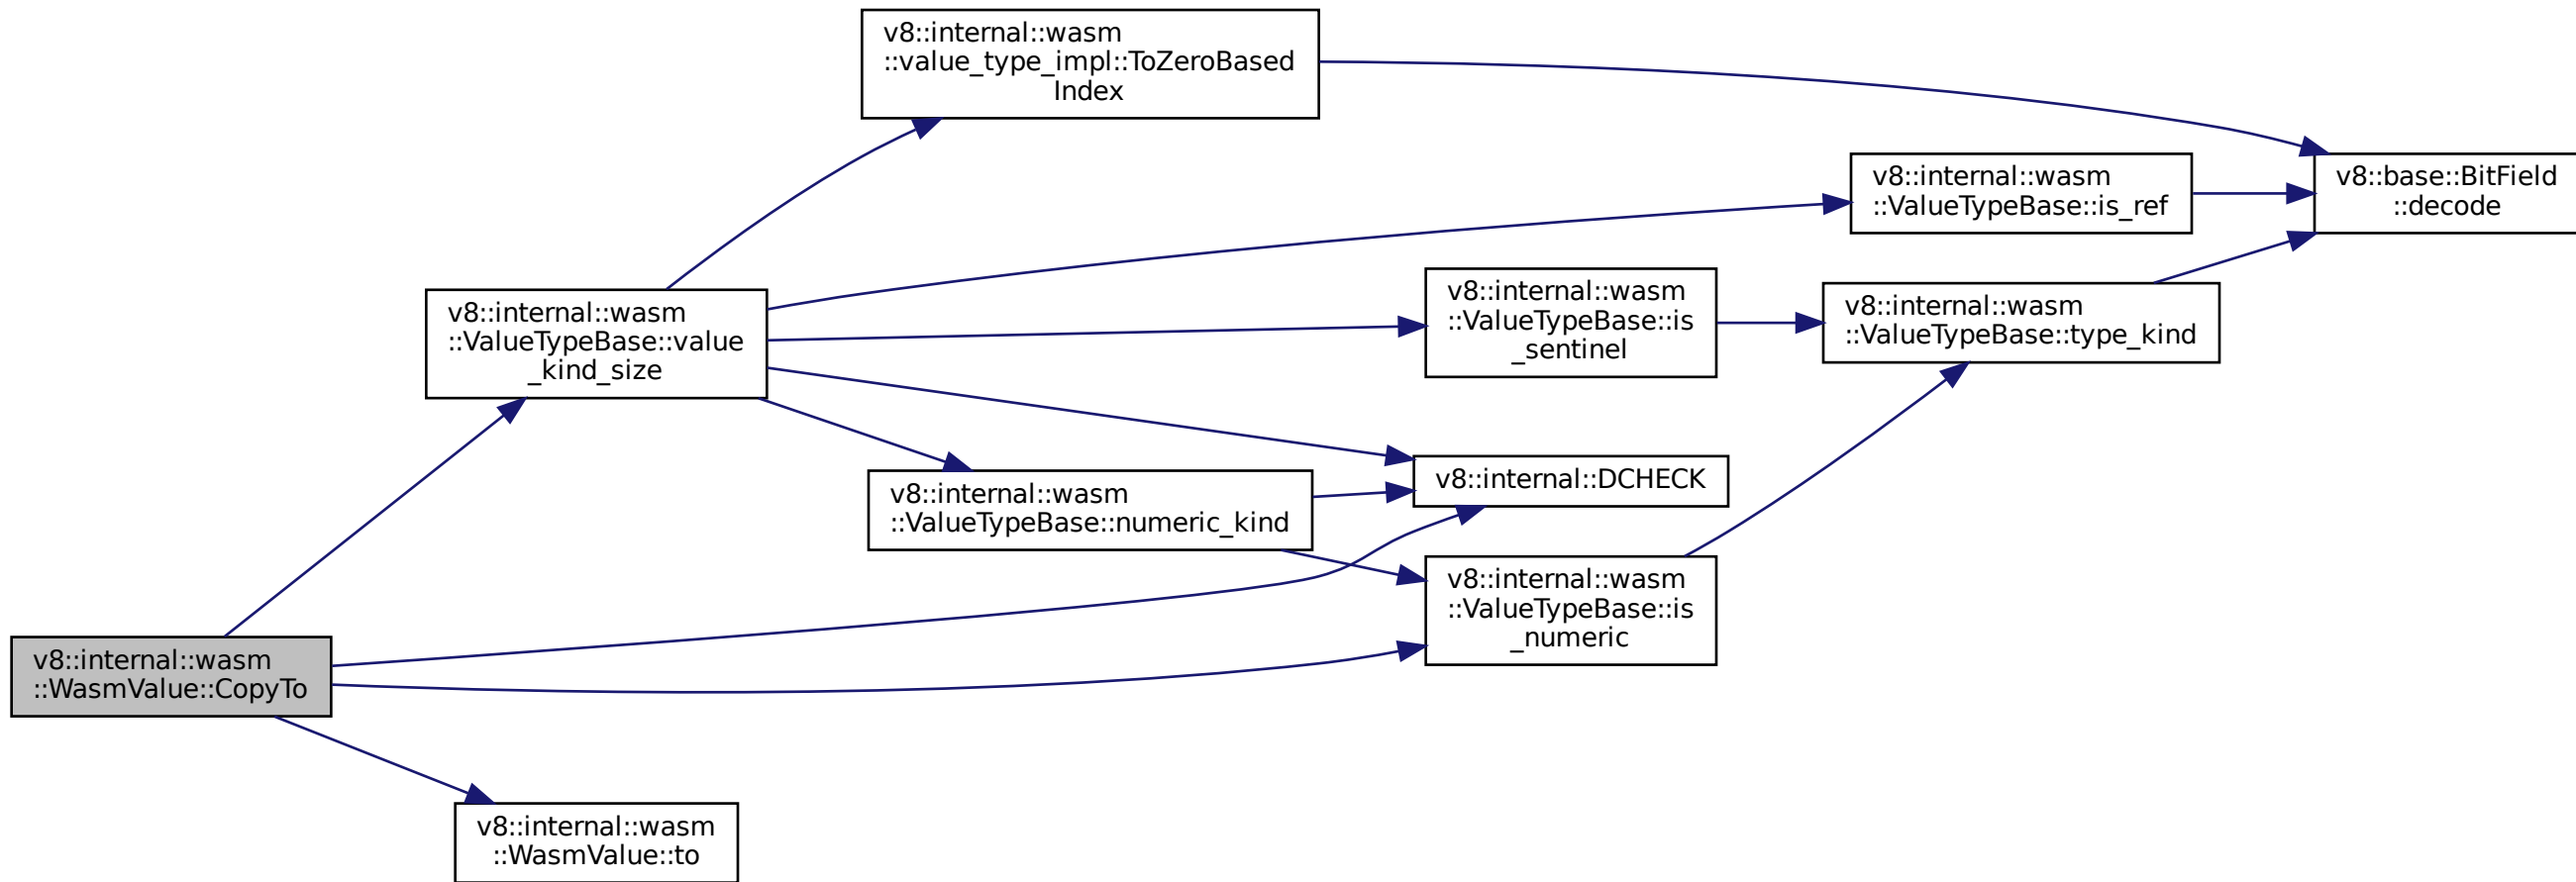 v8::internal::wasm
::WasmValue::CopyTo
v8::internal::wasm
::ValueTypeBase::value
_kind_size
v8::internal::wasm
::WasmValue::to
v8::internal::wasm
::value_type_impl::ToZeroBased
Index
v8::internal::wasm
::ValueTypeBase::numeric_kind
v8::internal::wasm
::ValueTypeBase::is
_sentinel
v8::internal::DCHECK
v8::internal::wasm
::ValueTypeBase::is
_numeric
v8::internal::wasm
::ValueTypeBase::is_ref
v8::internal::wasm
::ValueTypeBase::type_kind
v8::base::BitField
::decode